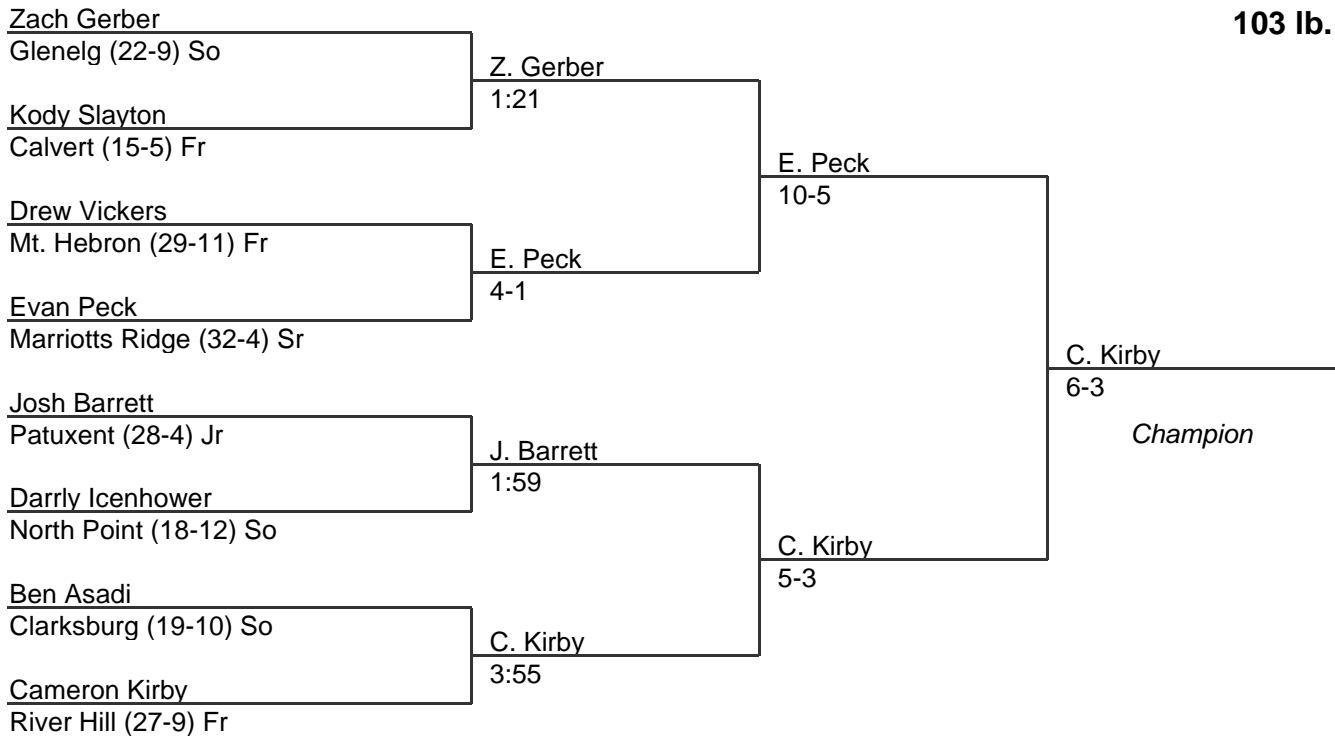 103 lb.
Zach Gerber
Glenelg (22-9) So
Kody Slayton
Calvert (15-5) Fr
Drew Vickers
Mt. Hebron (29-11) Fr
Evan Peck
Marriotts Ridge (32-4) Sr
Josh Barrett
Patuxent (28-4) Jr
Darrly Icenhower
North Point (18-12) So
Ben Asadi
Clarksburg (19-10) So
Cameron Kirby
River Hill (27-9) Fr
Z. Gerber
1:21
E. Peck
4-1
J. Barrett
1:59
C. Kirby
3:55
E. Peck
10-5
C. Kirby
5-3
C. Kirby
6-3
Champion